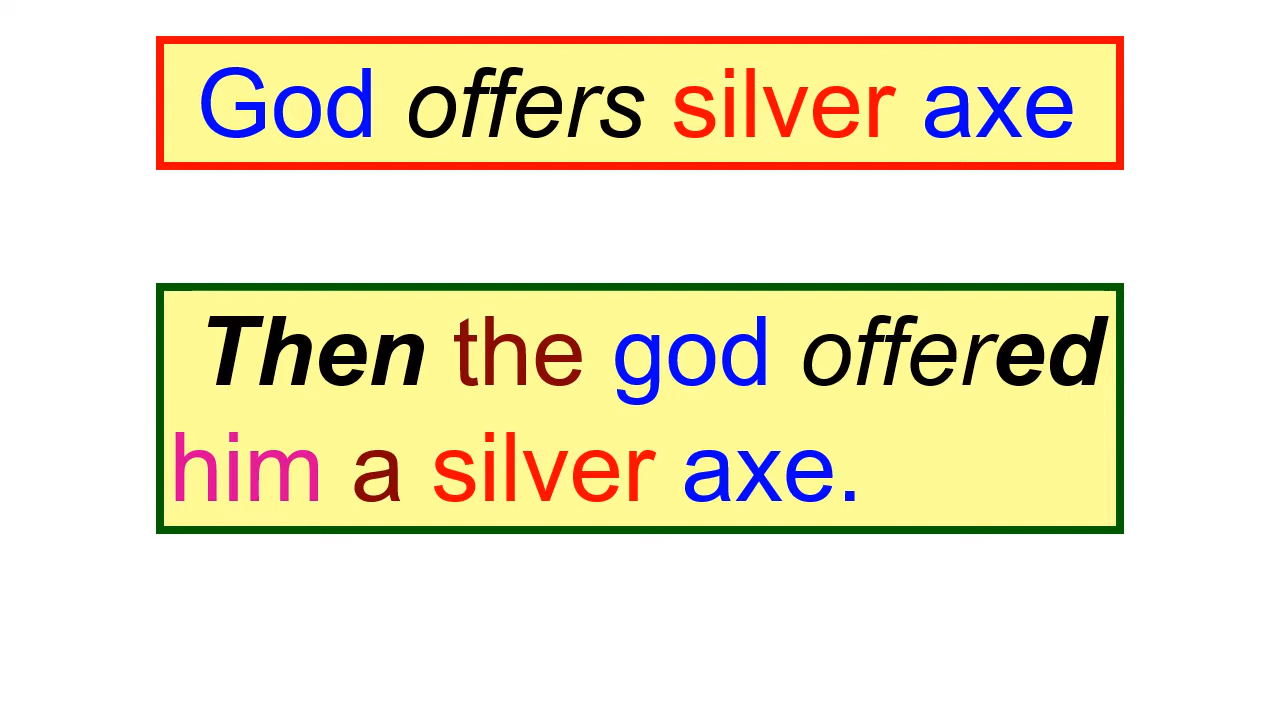 God offers silver axe
Then the god offered
him a silver axe.